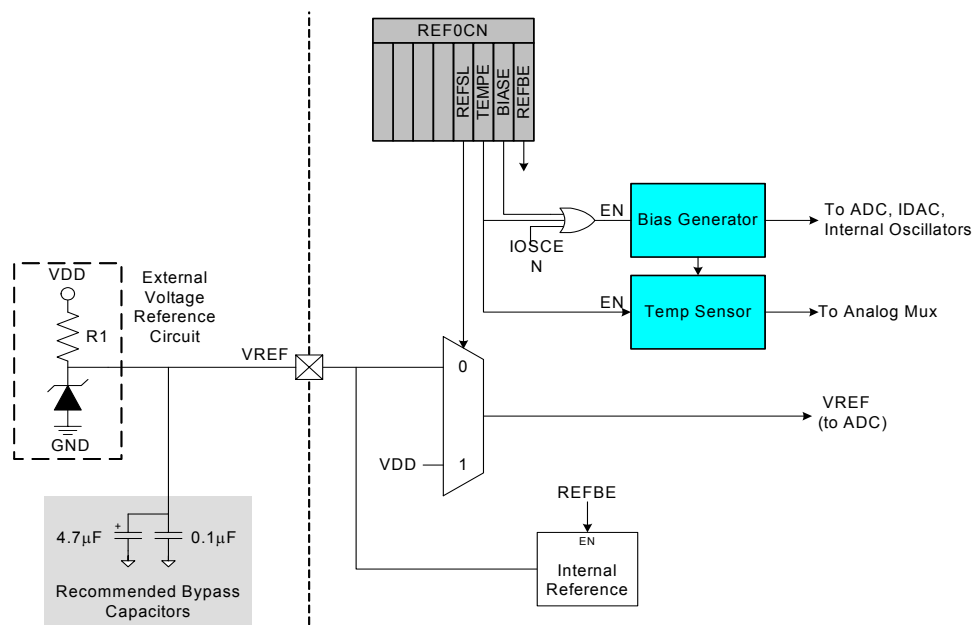 REF0CN
REFSL
TEMPE
BIASE
REFBE
EN
Bias Generator
To ADC, IDAC,
Internal Oscillators
IOSCE
N
EN
Temp Sensor
To Analog Mux
VDD
R1
GND
External
Voltage
Reference
Circuit
VREF
0
1
VDD
VREF
(to ADC)
REFBE
EN
Internal
Reference
4.7µF
+
0.1µF
Recommended Bypass
Capacitors